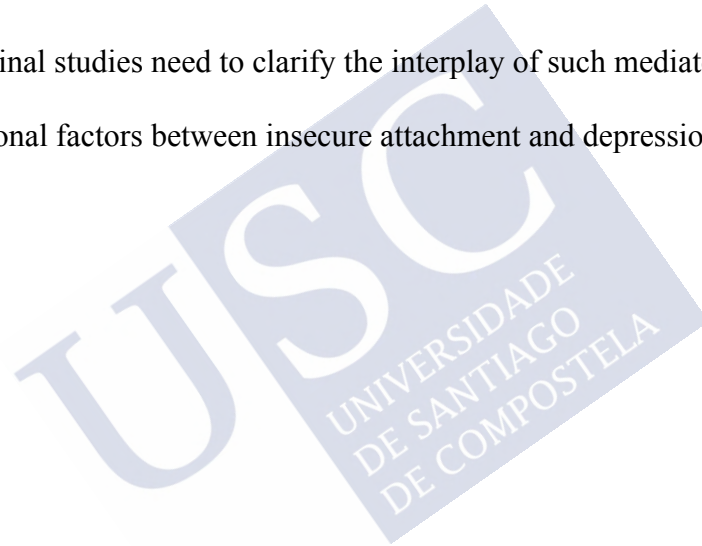 inal studies need to clarify the interplay of such mediat
onal factors between insecure attachment and depressio
USC
UNIVERSIDADE
DE SANTIAGO
DE COMPOSTELA